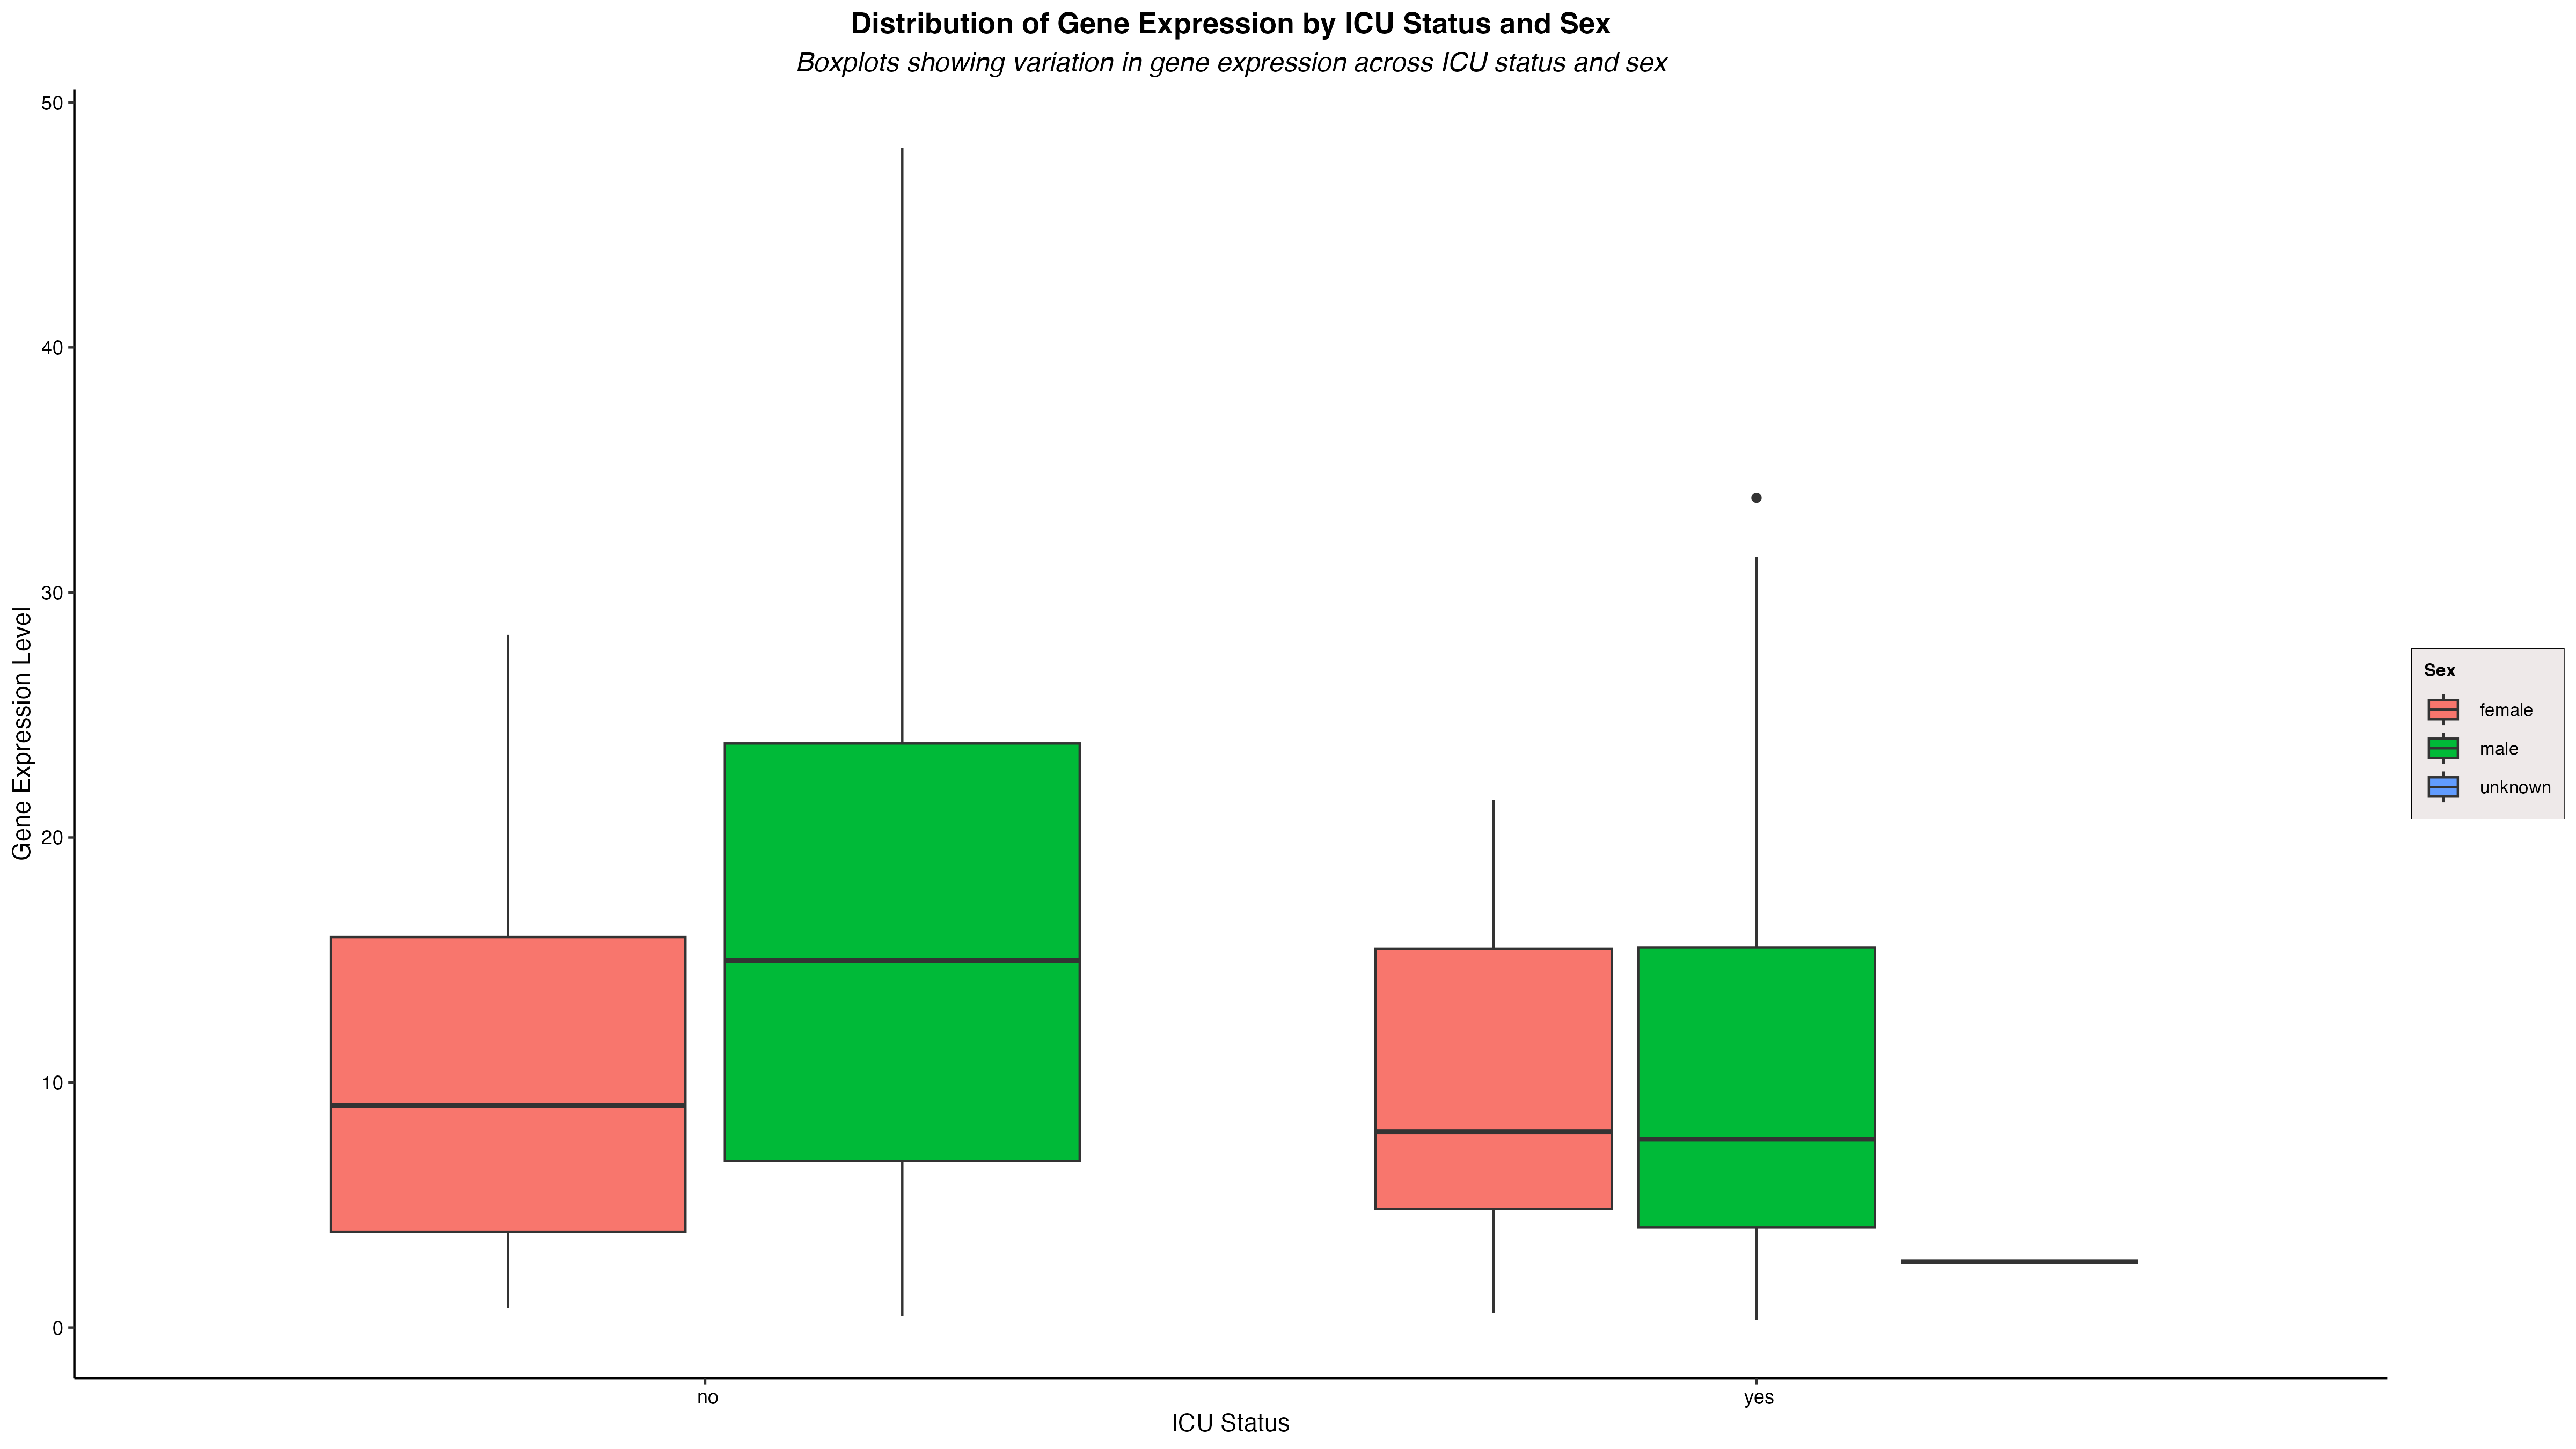 Distribution of Gene Expression by ICU Status and Sex
Boxplots showing variation in gene expression across ICU status and sex
Gene Expression Level
50
40
30
20
10
0
no
yes
ICU Status
Sex
female
male
unknown